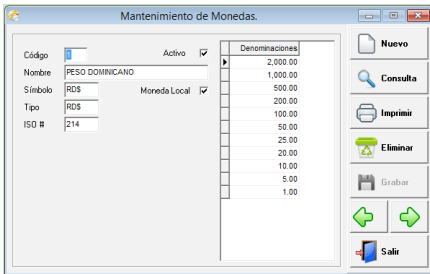 Mantenimiento de Monedas.
Código 1 Activo
Nombre PESO DOMINICANO
Símbolo RD$ Moneda Local
Tipo RD$
ISO # 214
Denominaciones
2,000.00
1,000.00
500.00
200.00
100.00
50.00
25.00
20.00
10.00
5.00
1.00
Nuevo
Consulta
Imprimir
Eliminar
Grabar
Salir